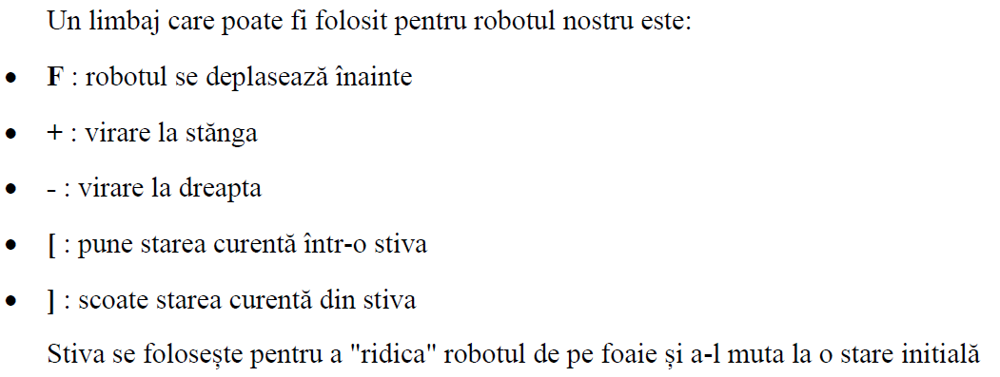 Un limbaj care poate fi folosit pentru robotul nostru este:
• F : robotul se deplasează înainte
• + : virare la stănga
• - : virare la dreapta
• [ : pune starea curentă într-o stiva
• ] : scoate starea curentă din stiva
Stiva se folosește pentru a "ridica" robotul de pe foaie și a-l muta la o stare initială